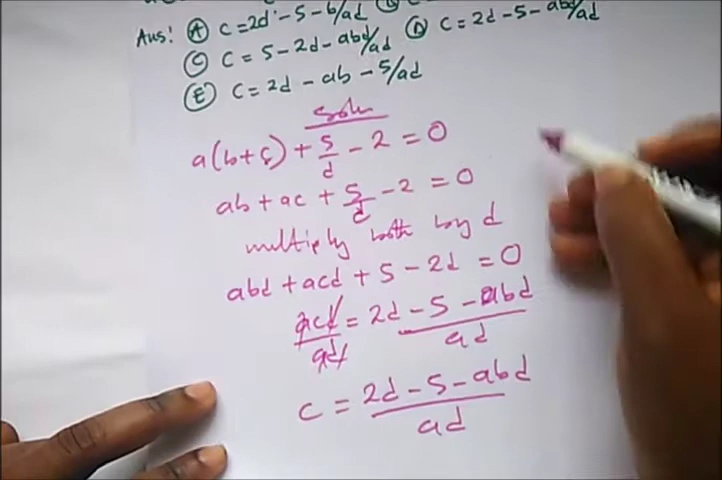 Ans: (A) c = 2d - 5 - b/ad
(C) c = 5 - 2d - abd/ad (D) c = 2d - 5 - abd/ad
(E) c = 2d - ab - 5/ad
Soln
a(b+c) + 5/d - 2 = 0
ab + ac + 5/d - 2 = 0
multiply both by d
abd + acd + 5 - 2d = 0
acd/ad = 2d - 5 - abd/ad
c = 2d - 5 - abd/ad